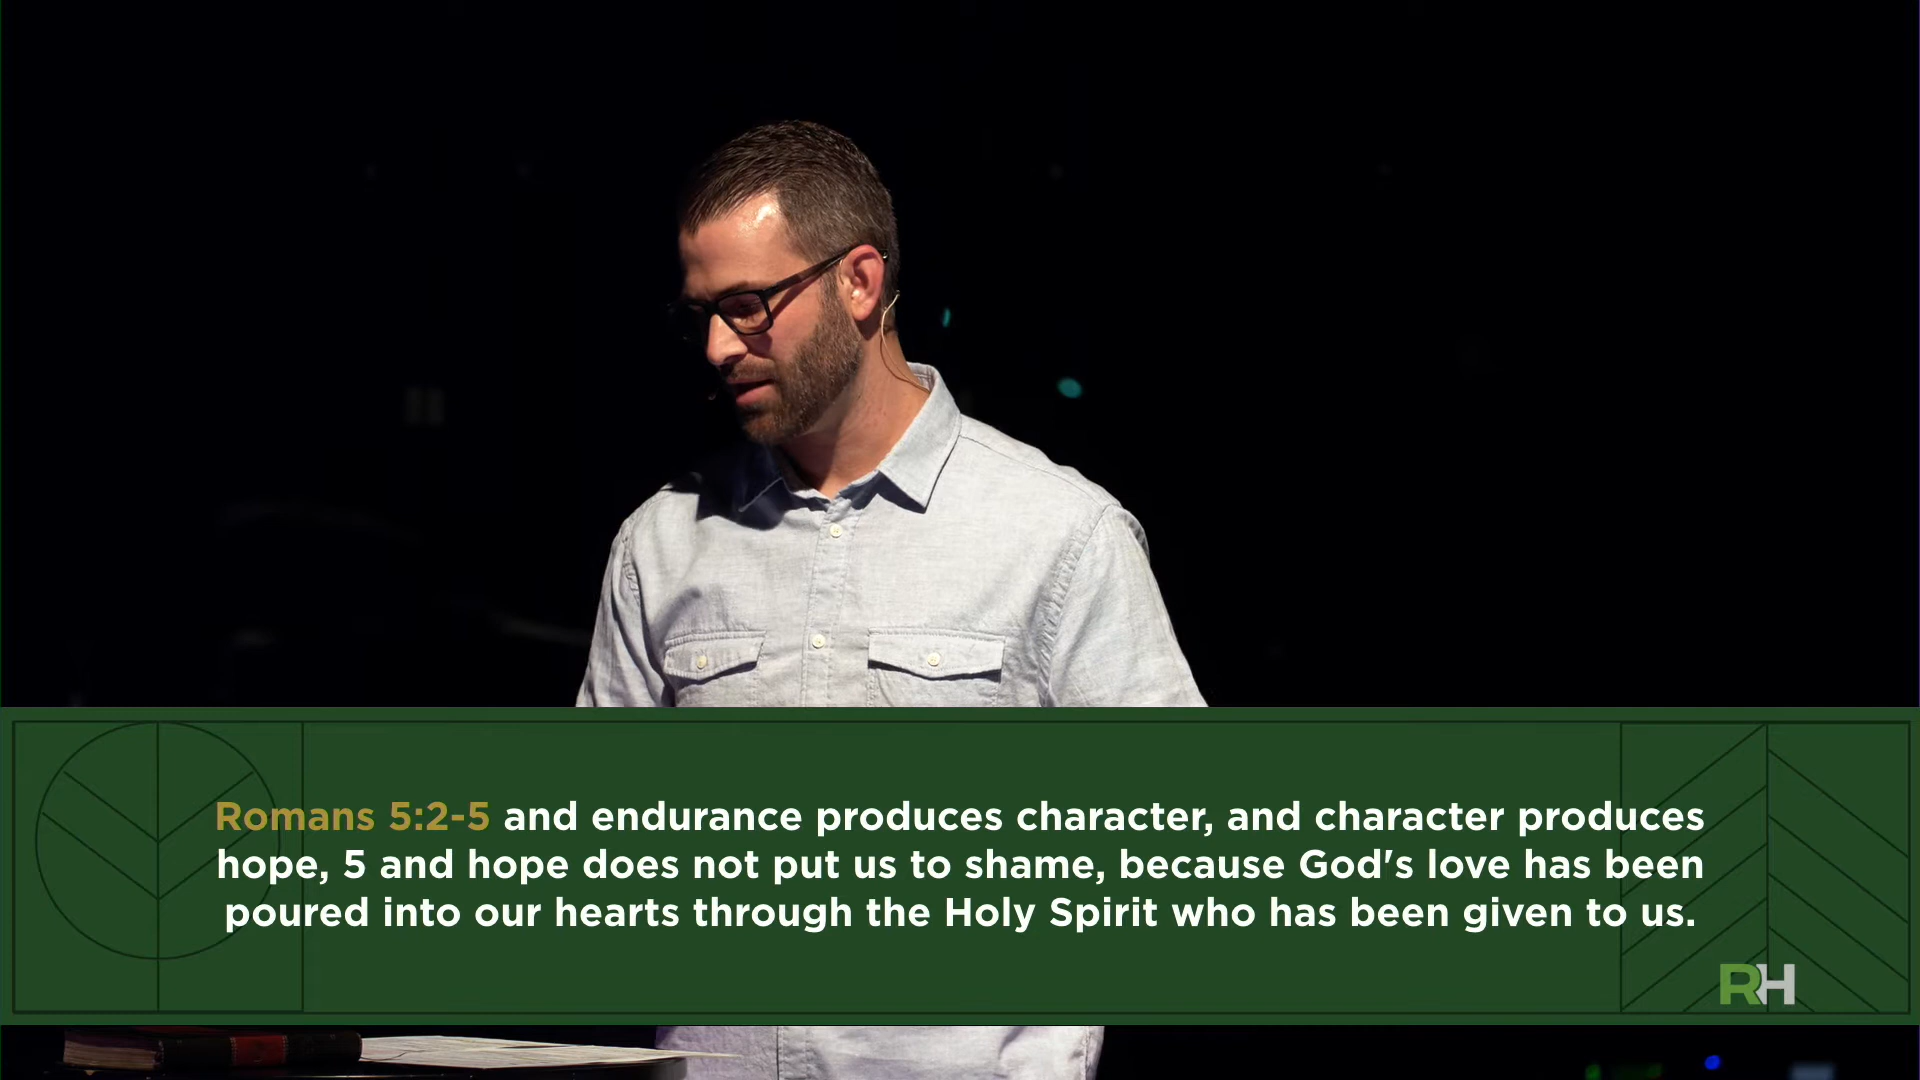 Romans 5:2-5 and endurance produces character, and character produces
hope, 5 and hope does not put us to shame, because God's love has been
poured into our hearts through the Holy Spirit who has been given to us.
RH